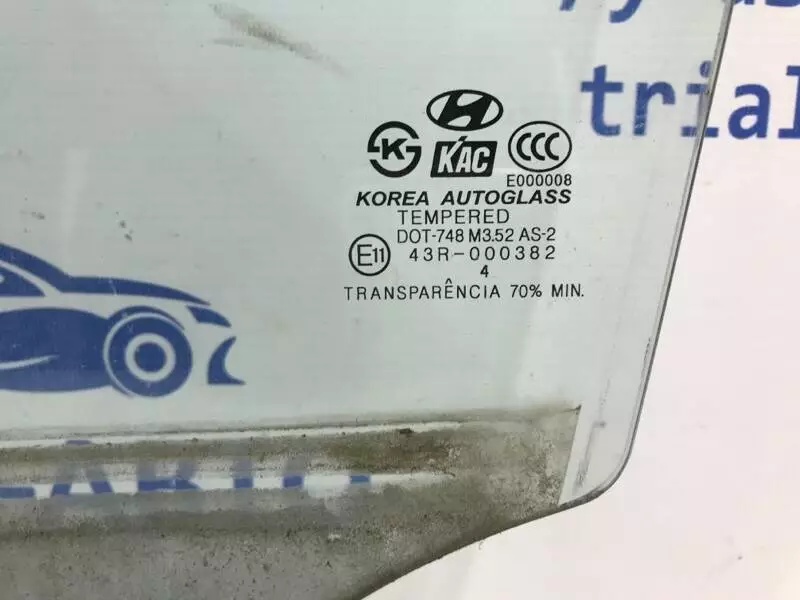 trial
KAC
CCC
E000008
KOREA AUTOGLASS
TEMPERED
DOT-748 M3.52 AS-2
E11 43R-000382
4
TRANSPARÊNCIA 70% MIN.